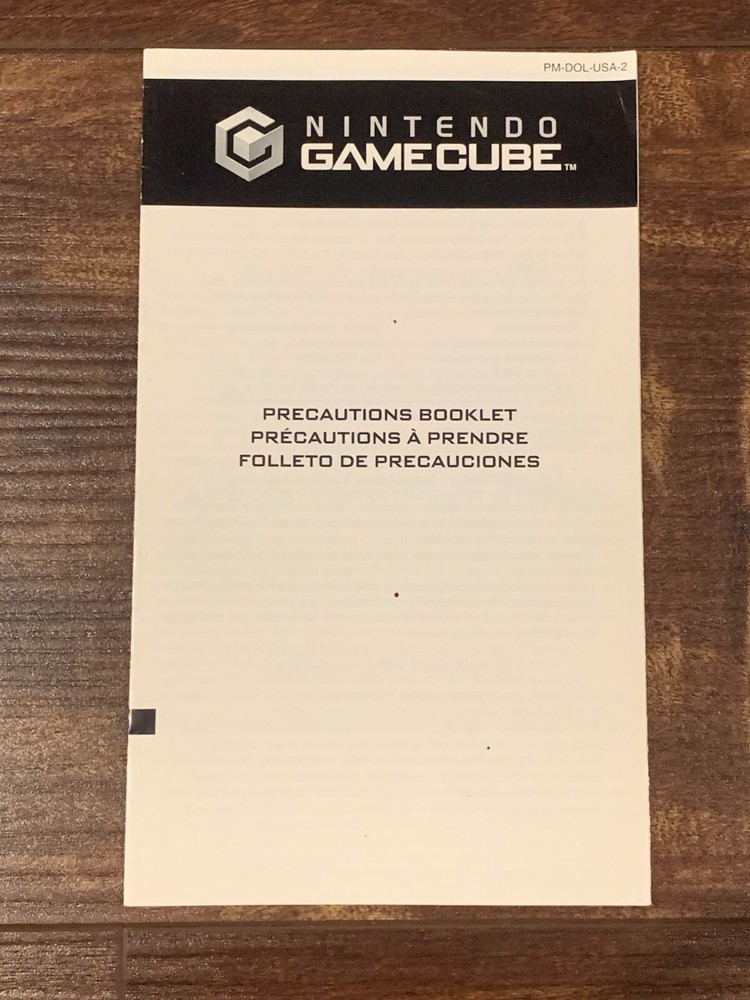 PM-DOL-USA-2
NINTENDO
GAMECUBE™
PRECAUTIONS BOOKLET
PRÉCAUTIONS À PRENDRE
FOLLETO DE PRECAUCIONES